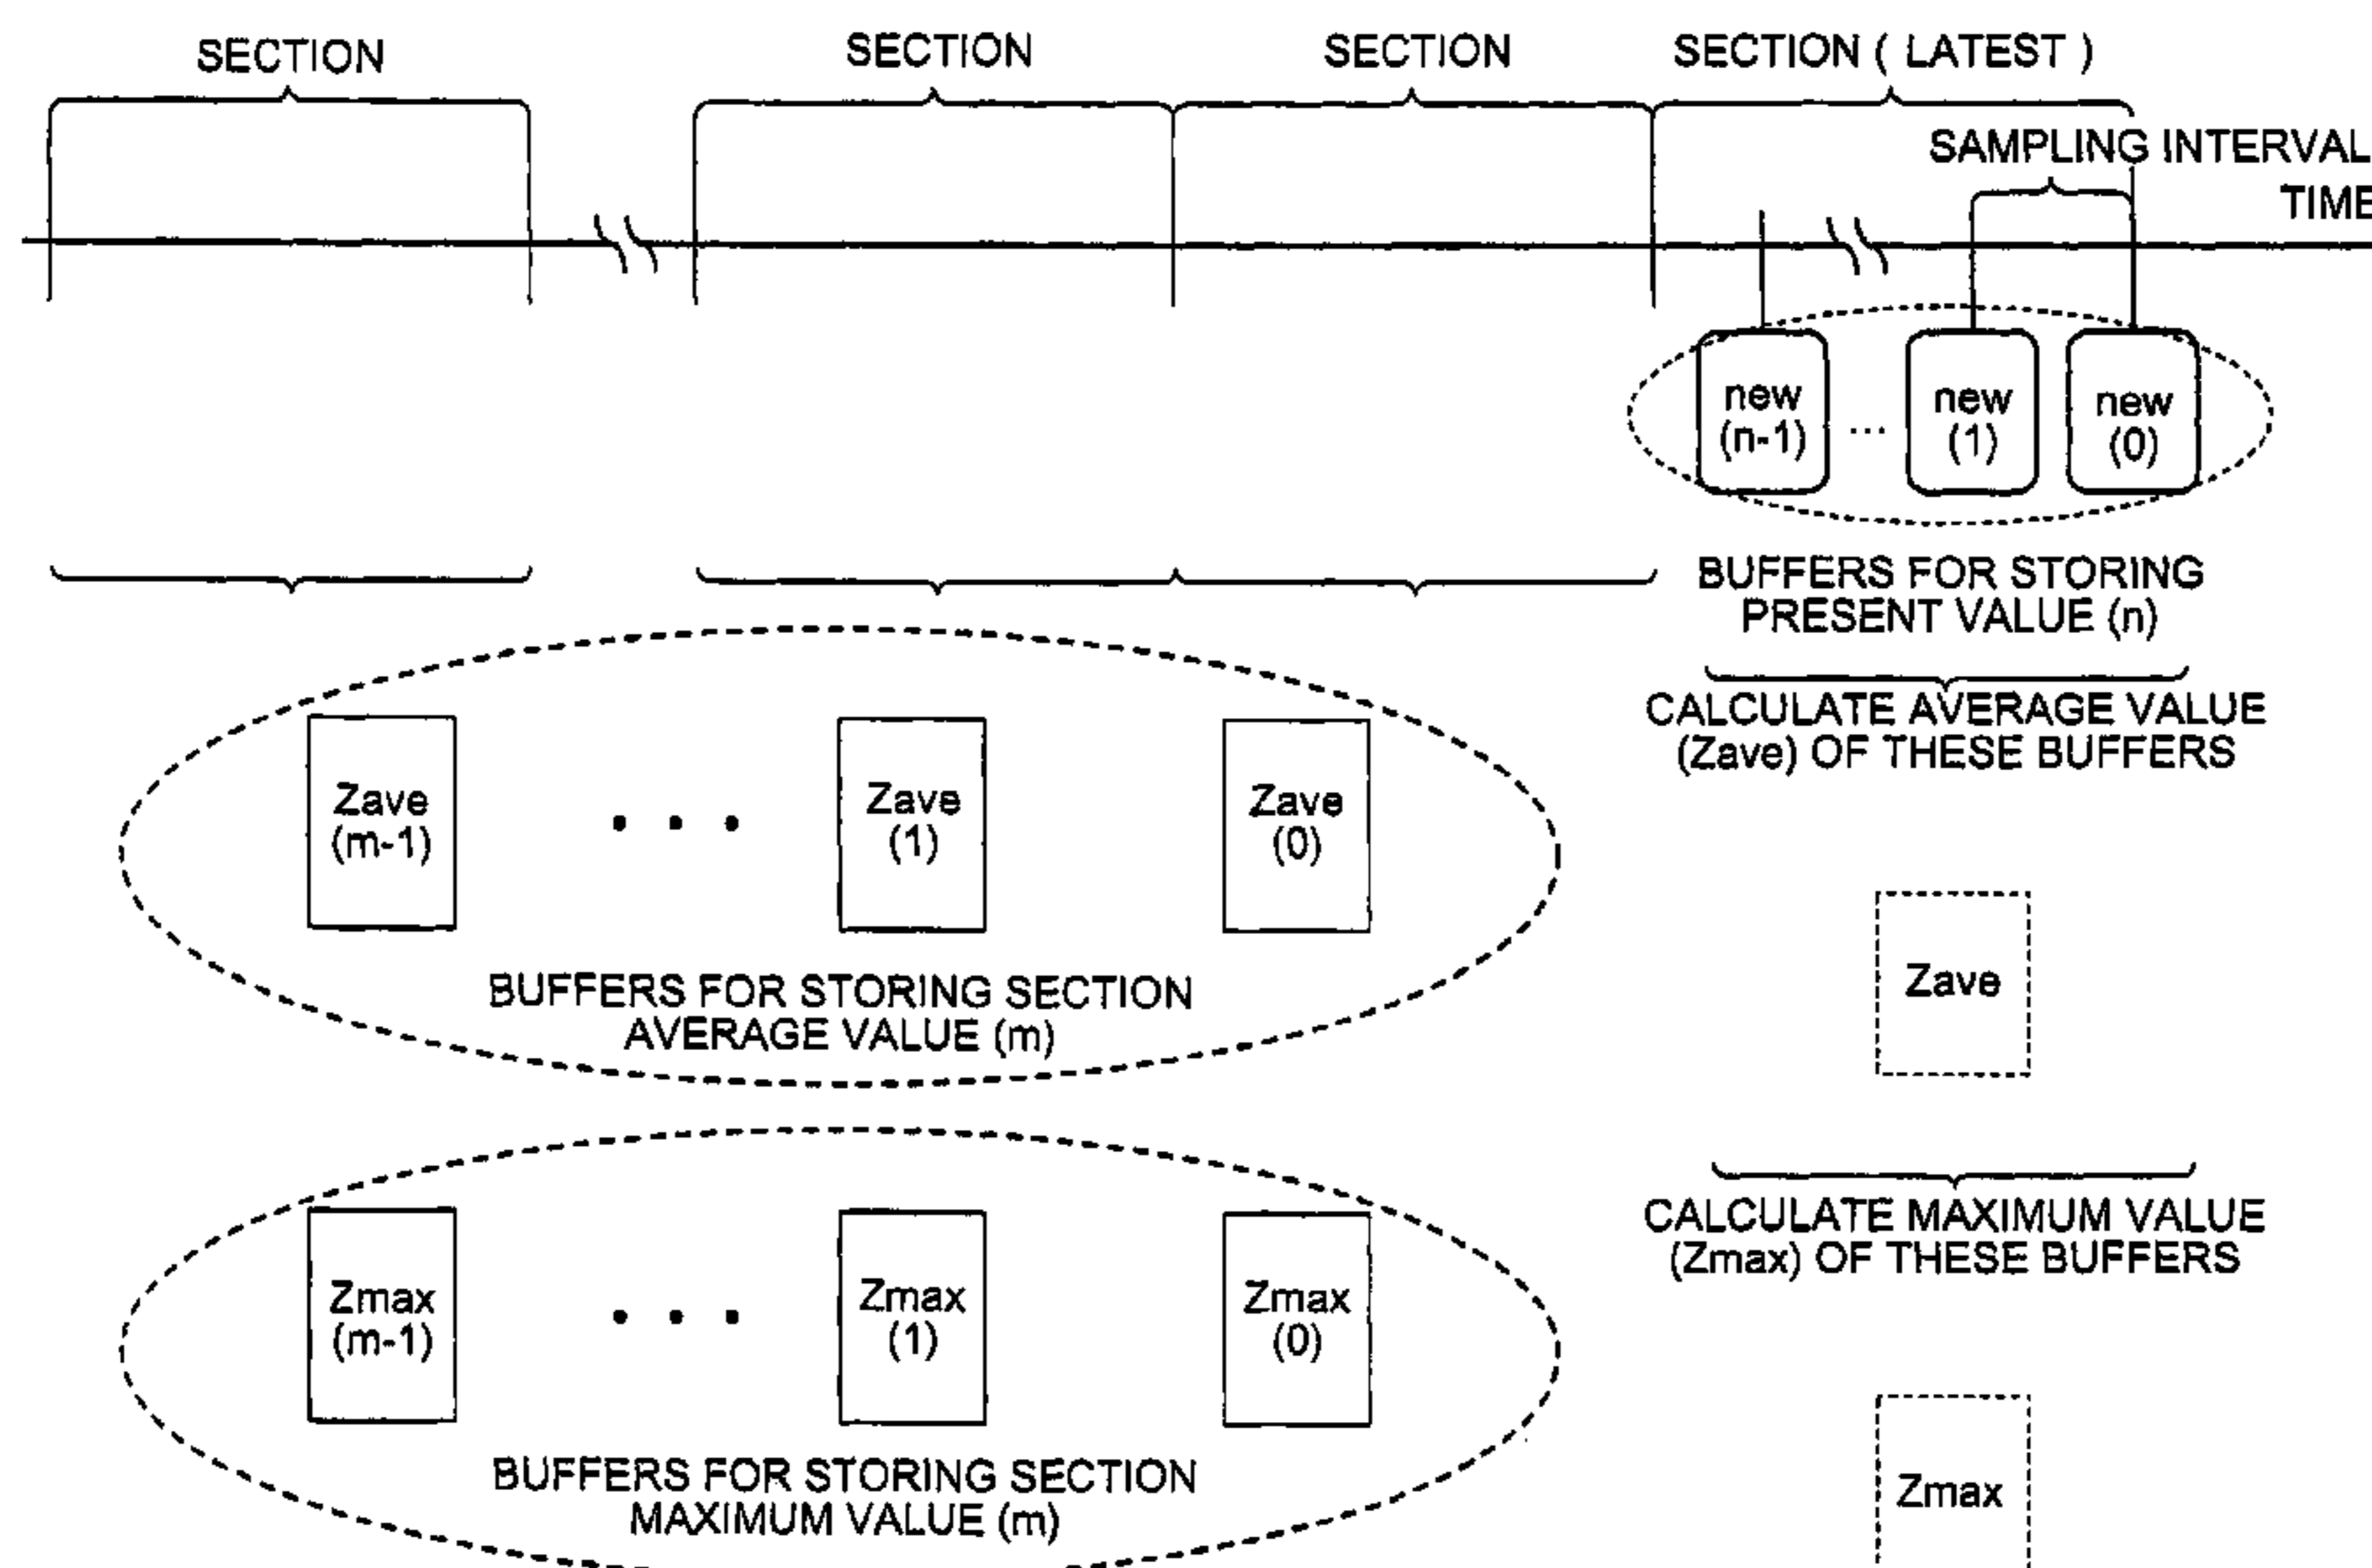 SECTION
SECTION
SECTION
SECTION ( LATEST )
SAMPLING INTERVAL
TIME
new
(n-1)
...
new
(1)
new
(0)
BUFFERS FOR STORING
PRESENT VALUE (n)
CALCULATE AVERAGE VALUE
(Zave) OF THESE BUFFERS
Zave
(m-1)
• • •
Zave
(1)
Zave
(0)
BUFFERS FOR STORING SECTION
AVERAGE VALUE (m)
Zave
CALCULATE MAXIMUM VALUE
(Zmax) OF THESE BUFFERS
Zmax
(m-1)
• • •
Zmax
(1)
Zmax
(0)
BUFFERS FOR STORING SECTION
MAXIMUM VALUE (m)
Zmax